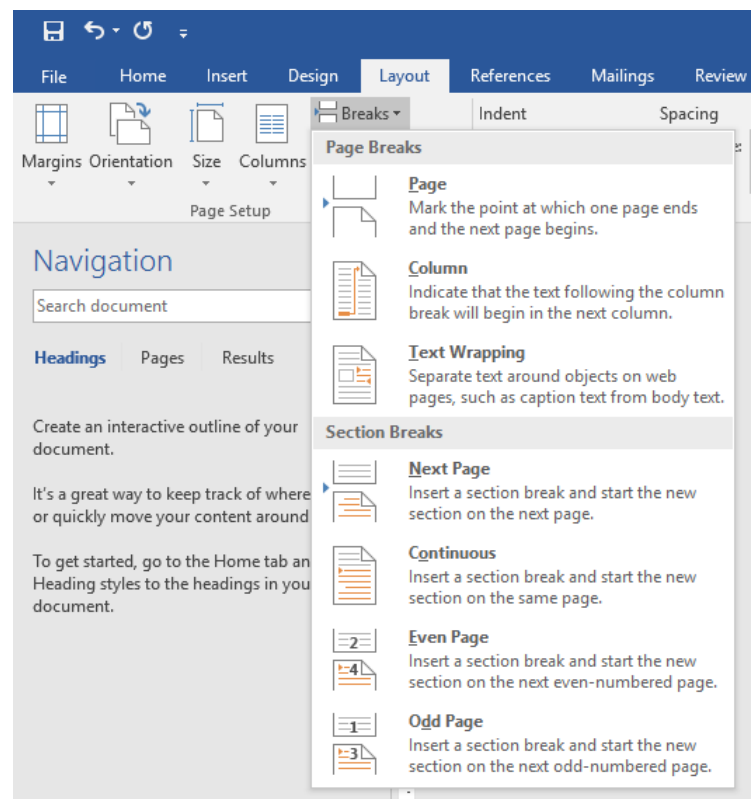 File Home Insert Design Layout References Mailings Review
Breaks Indent Spacing
Margins Orientation Size Columns
Page Setup
Page Breaks
Page
Mark the point at which one page ends
and the next page begins.
Column
Indicate that the text following the column
break will begin in the next column.
Text Wrapping
Separate text around objects on web
pages, such as caption text from body text.
Section Breaks
Next Page
Insert a section break and start the new
section on the next page.
Continuous
Insert a section break and start the new
section on the same page.
2
4
Even Page
Insert a section break and start the new
section on the next even-numbered page.
1
3
Odd Page
Insert a section break and start the new
section on the next odd-numbered page.
Navigation
Search document
Headings Pages Results
Create an interactive outline of your
document.
It's a great way to keep track of where
or quickly move your content around
To get started, go to the Home tab an
Heading styles to the headings in you
document.